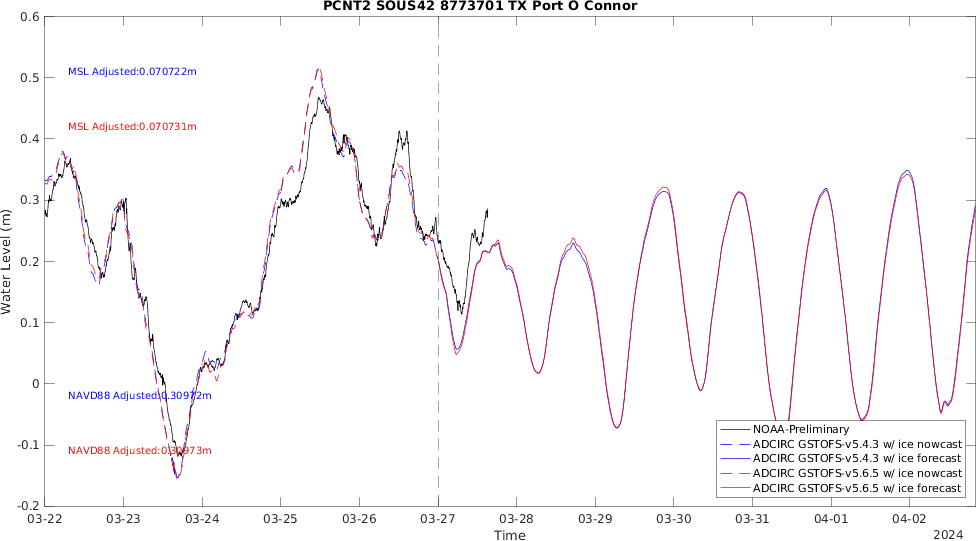 PCNT2 SOUS42 8773701 TX Port O Connor
0.6
0.5
0.4
0.3
0.2
0.1
0
-0.1
-0.2
Water Level (m)
MSL Adjusted:0.070722m
MSL Adjusted:0.070731m
NAVD88 Adjusted:0.30972m
NAVD88 Adjusted:0.30973m
NOAA-Preliminary
ADCIRC GSTOFS-v5.4.3 w/ ice nowcast
ADCIRC GSTOFS-v5.4.3 w/ ice forecast
ADCIRC GSTOFS-v5.6.5 w/ ice nowcast
ADCIRC GSTOFS-v5.6.5 w/ ice forecast
03-22 03-23 03-24 03-25 03-26 03-27 03-28 03-29 03-30 03-31 04-01 04-02
Time
2024